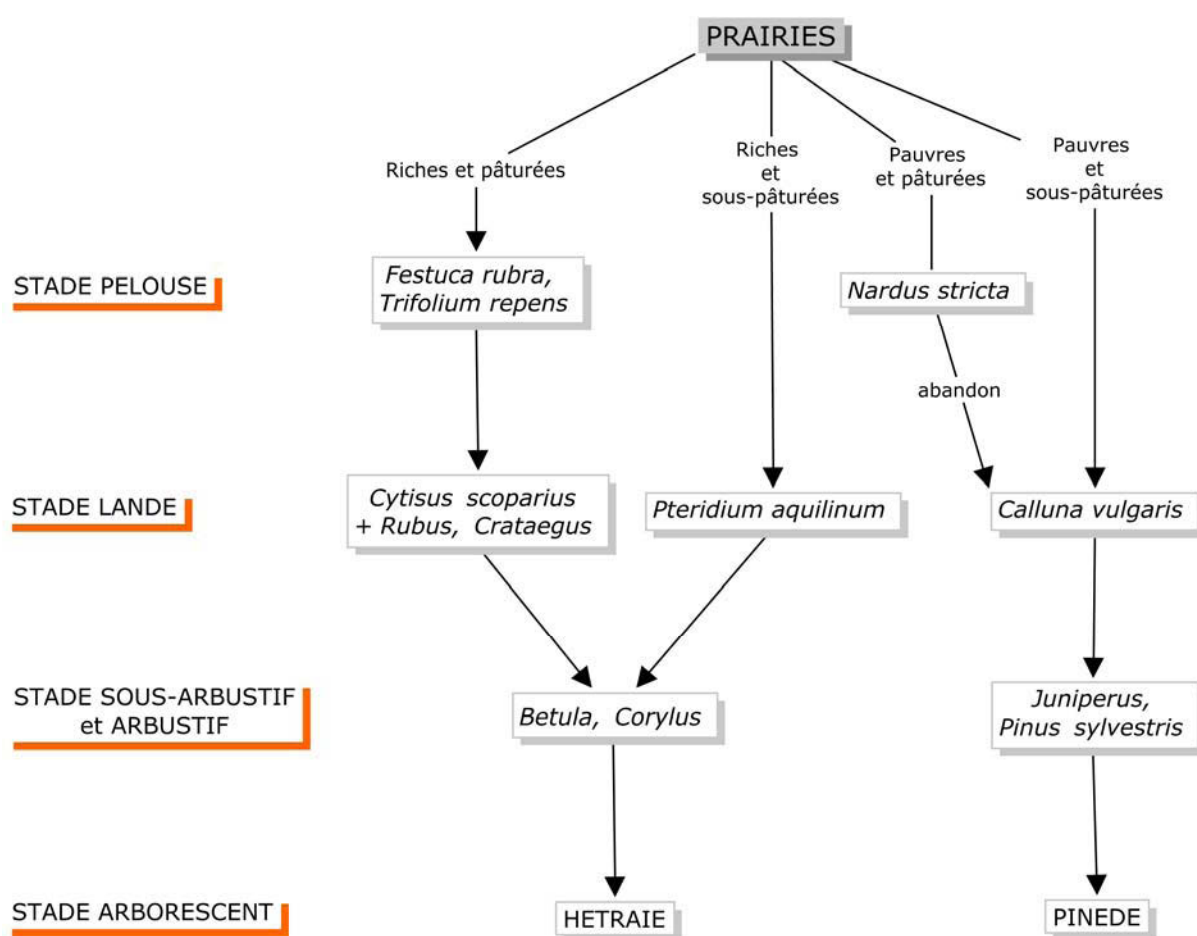 PRAIRIES
Riches et pâturées
Riches
et
sous-pâturées
Pauvres
et pâturées
Pauvres
et
sous-pâturées
STADE PELOUSE
Festuca rubra,
Trifolium repens
Nardus stricta
abandon
STADE LANDE
Cytisus scoparius
+ Rubus, Crataegus
Pteridium aquilinum
Calluna vulgaris
STADE SOUS-ARBUSTIF
et ARBUSTIF
Betula, Corylus
Juniperus,
Pinus sylvestris
STADE ARBORESCENT
HETRAIE
PINEDE